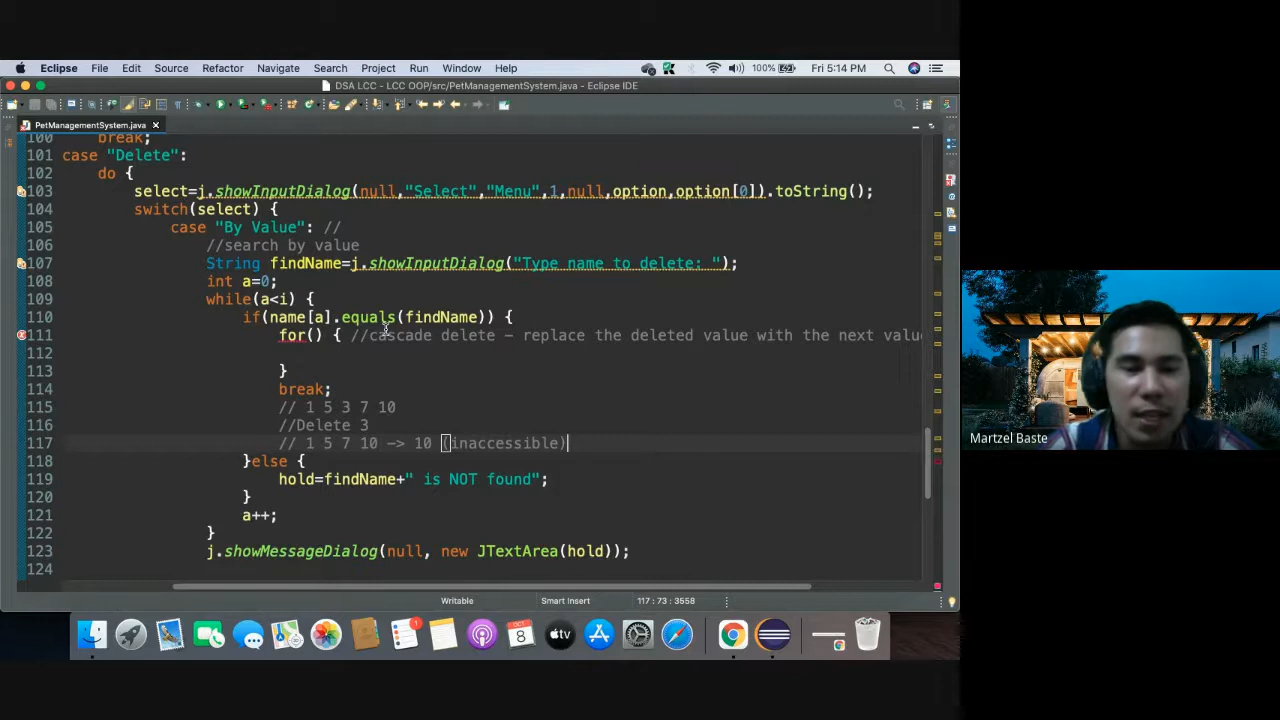 Eclipse File Edit Source Refactor Navigate Search Project Run Window Help 100% Fri 5:14 PM
DSA LCC - LCC OOP/src/PetManagementSystem.java - Eclipse IDE
PetManagementSystem.java
100 break;
101 case "Delete":
102 do {
103 select=j.showInputDialog(null,"Select","Menu",1,null,option,option[0]).toString();
104 switch(select) {
105 case "By Value": //
106 //search by value
107 String findName=j.showInputDialog("Type name to delete: ");
108 int a=0;
109 while(a<i) {
110 if(name[a].equals(findName)) {
111 for() { //cascade delete - replace the deleted value with the next value
112
113 }
114 break;
115 // 1 5 3 7 10
116 //Delete 3
117 // 1 5 7 10 -> 10 (inaccessible)
118 }else {
119 hold=findName+" is NOT found";
120 }
121 a++;
122 }
123 j.showMessageDialog(null, new JTextArea(hold));
124
Writable Smart Insert 117 : 73 : 3558
OCT 8
tv
1
Martzel Baste